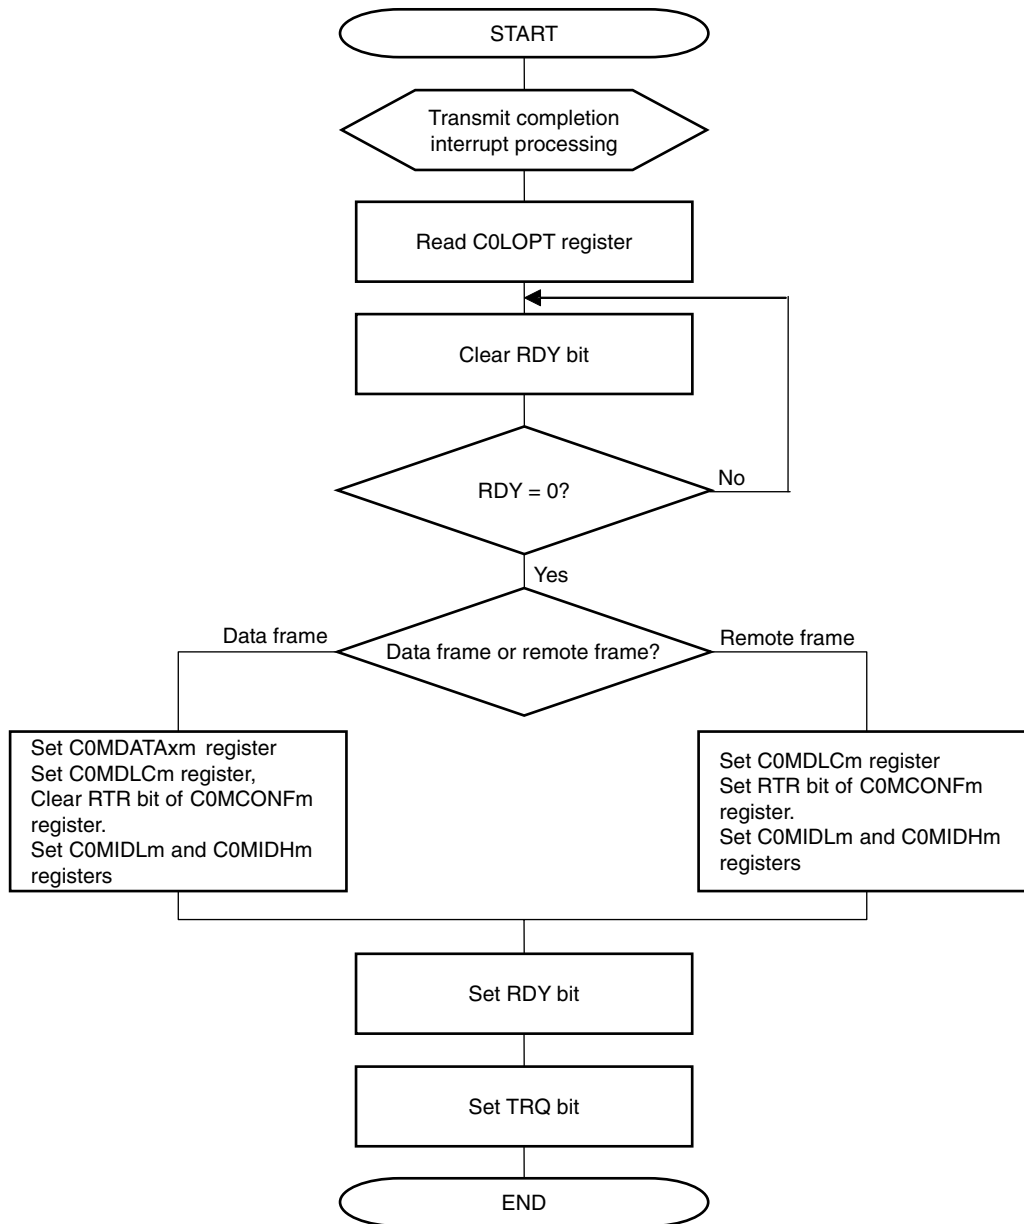 START
Transmit completion
interrupt processing
Read C0LOPT register
Clear RDY bit
RDY = 0?
No
Yes
Data frame
Data frame or remote frame?
Remote frame
Set C0MDATAxm register
Set C0MDLCm register,
Clear RTR bit of C0MCONFm
register.
Set C0MIDLm and C0MIDHm
registers
Set C0MDLCm register
Set RTR bit of C0MCONFm
register.
Set C0MIDLm and C0MIDHm
registers
Set RDY bit
Set TRQ bit
END